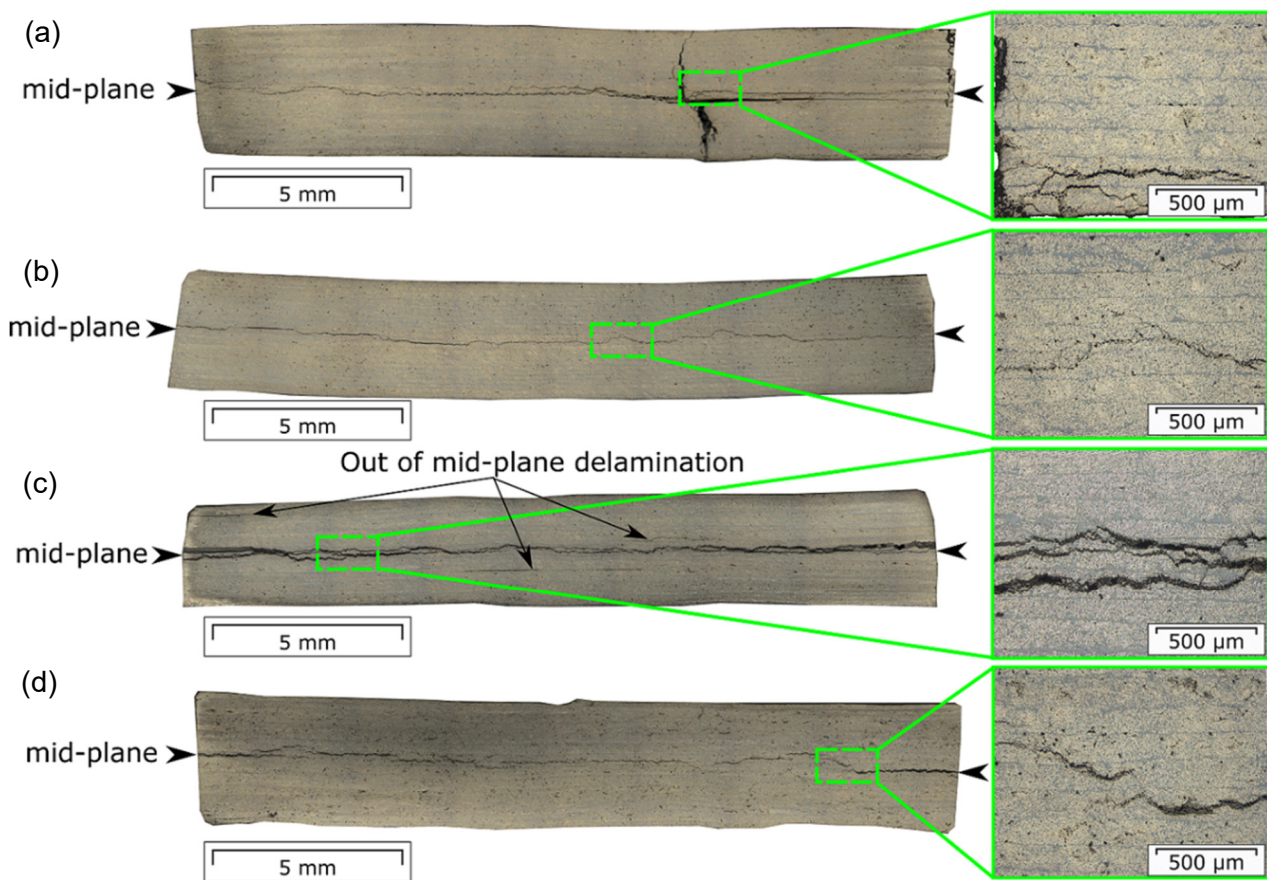 (a)
mid-plane
5 mm
500 µm
(b)
mid-plane
5 mm
500 µm
Out of mid-plane delamination
(c)
mid-plane
5 mm
500 µm
(d)
mid-plane
5 mm
500 µm